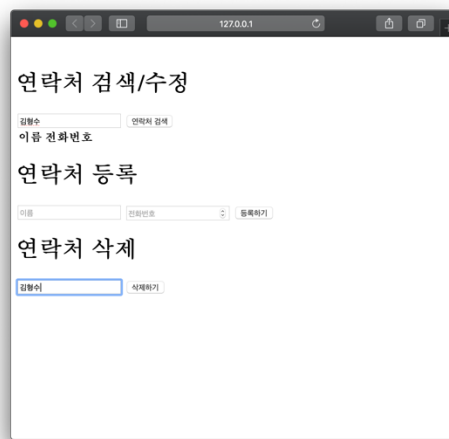 127.0.0.1
연락처 검색/수정
김형수 연락처 검색
이름 전화번호
연락처 등록
이름 전화번호 등록하기
연락처 삭제
김형수 삭제하기